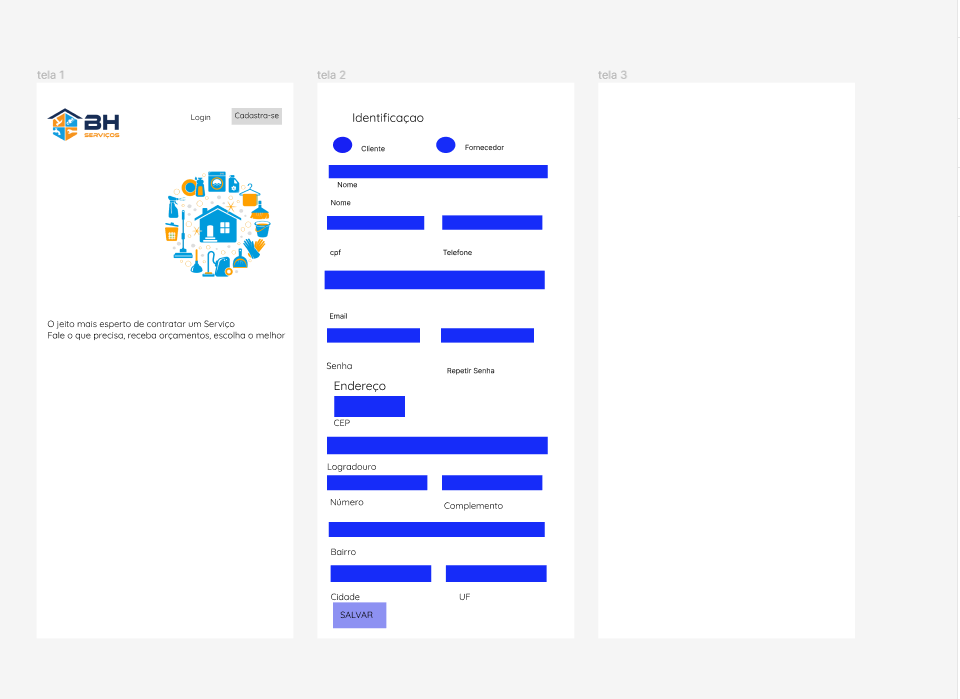 tela 1
BH
SERVIÇOS
Login
Cadastra-se
O jeito mais esperto de contratar um Serviço
Fale o que precisa, receba orçamentos, escolha o melhor
tela 2
Identificaçao
Cliente
Fornecedor
Nome
Nome
cpf
Telefone
Email
Senha
Repetir Senha
Endereço
CEP
Logradouro
Número
Complemento
Bairro
Cidade
UF
SALVAR
tela 3